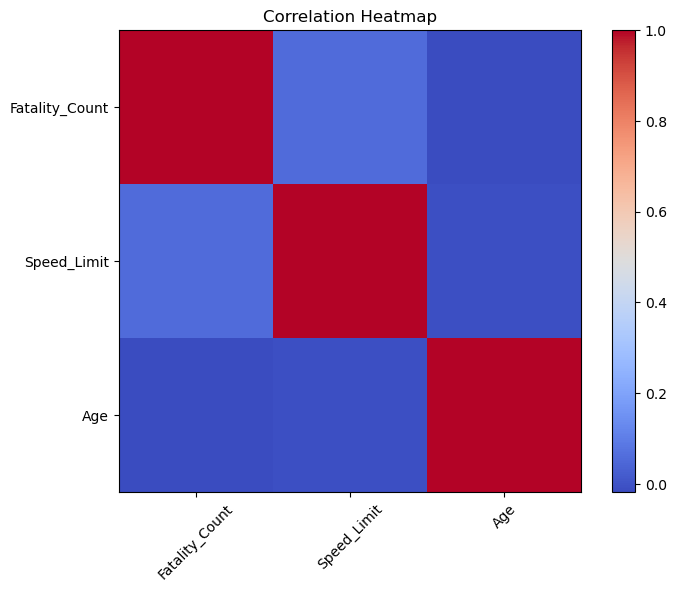 Correlation Heatmap
Fatality_Count
Speed_Limit
Age
Fatality_Count
Speed_Limit
Age
1.0
0.8
0.6
0.4
0.2
0.0